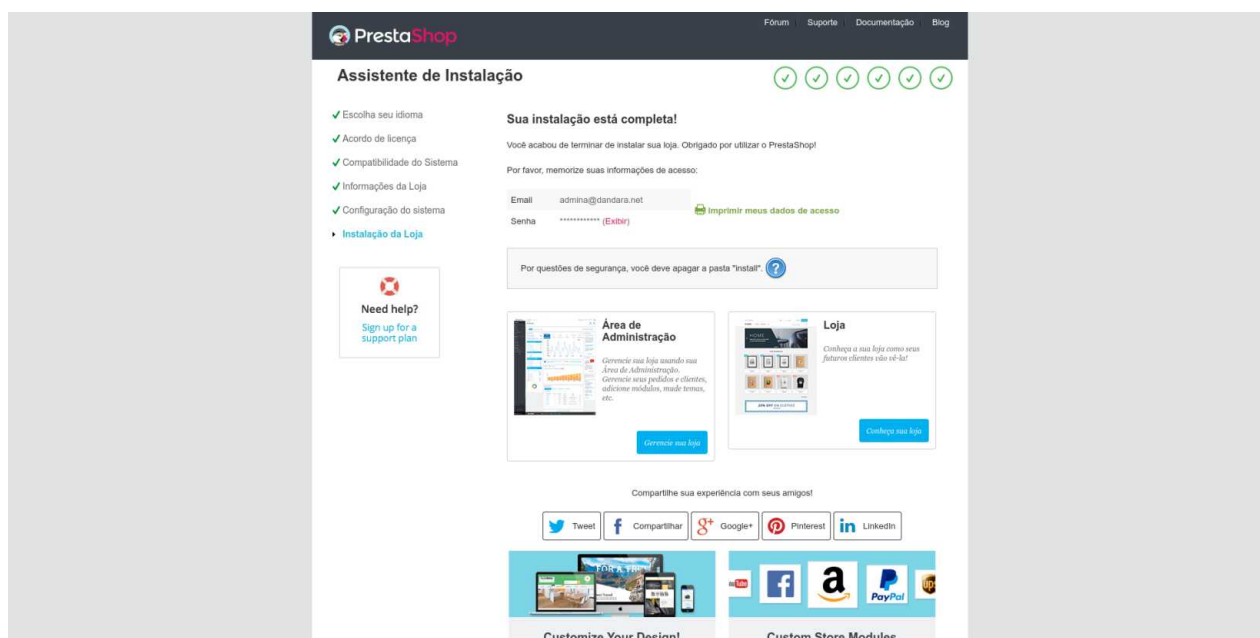 PrestaShop
Fórum Suporte Documentação Blog
Assistente de Instalação
Escolha seu idioma
Acordo de licença
Compatibilidade do Sistema
Informações da Loja
Configuração do sistema
Instalação da Loja
Need help?
Sign up for a
support plan
Sua instalação está completa!
Você acabou de terminar de instalar sua loja. Obrigado por utilizar o PrestaShop!
Por favor, memorize suas informações de acesso:
Email admina@dandara.net
Senha ************ (Exibir)
Imprimir meus dados de acesso
Por questões de segurança, você deve apagar a pasta "install". ?
Área de
Administração
Gerencie sua loja usando sua
Área de Administração.
Gerencie seus pedidos e clientes,
adicione módulos, mude temas,
etc.
Gerencie sua loja
Loja
Conheça a sua loja como seus
futuros clientes vão vê-la!
Conheça sua loja
Compartilhe sua experiência com seus amigos!
Tweet
Compartilhar
Google+
Pinterest
LinkedIn
PayPal
Customize Your Design!
Custom Store Modules